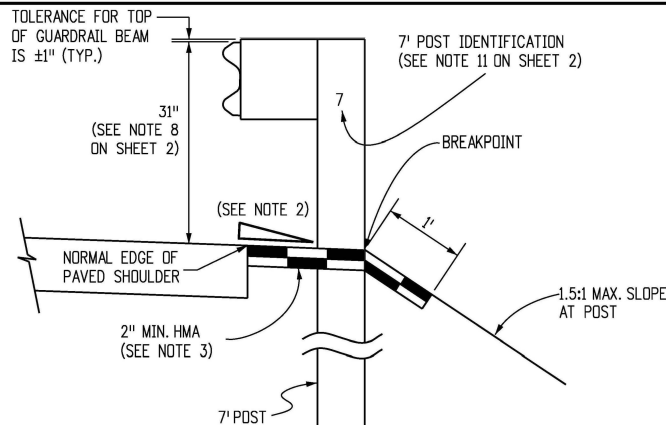 TOLERANCE FOR TOP
OF GUARDRAIL BEAM
IS ±1" (TYP.)
7' POST IDENTIFICATION
(SEE NOTE 11 ON SHEET 2)
31"
(SEE NOTE 8
ON SHEET 2)
7
BREAKPOINT
(SEE NOTE 2)
1'
NORMAL EDGE OF
PAVED SHOULDER
1.5:1 MAX. SLOPE
AT POST
2" MIN. HMA
(SEE NOTE 3)
7' POST